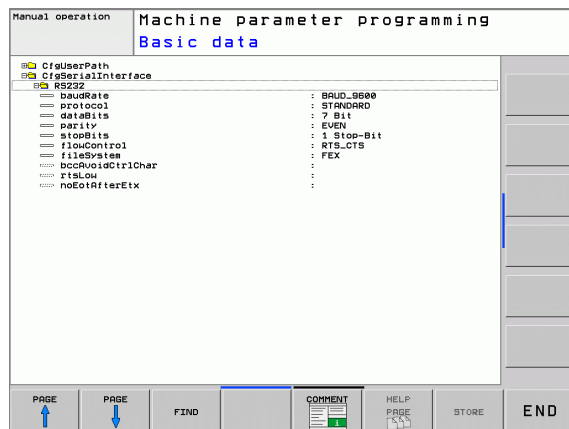 Manual operation
Machine parameter programming
Basic data
CfgUserPath
CfgSerialInterface
RS232
baudRate : BAUD_9600
protocol : STANDARD
dataBits : 7 Bit
parity : EVEN
stopBits : 1 Stop-Bit
flowControl : RTS_CTS
fileSystem : FEX
bccAvoidCtrlChar :
rtsLow :
noEotAfterEtx :
PAGE
PAGE
FIND
COMMENT
HELP PAGE
STORE
END